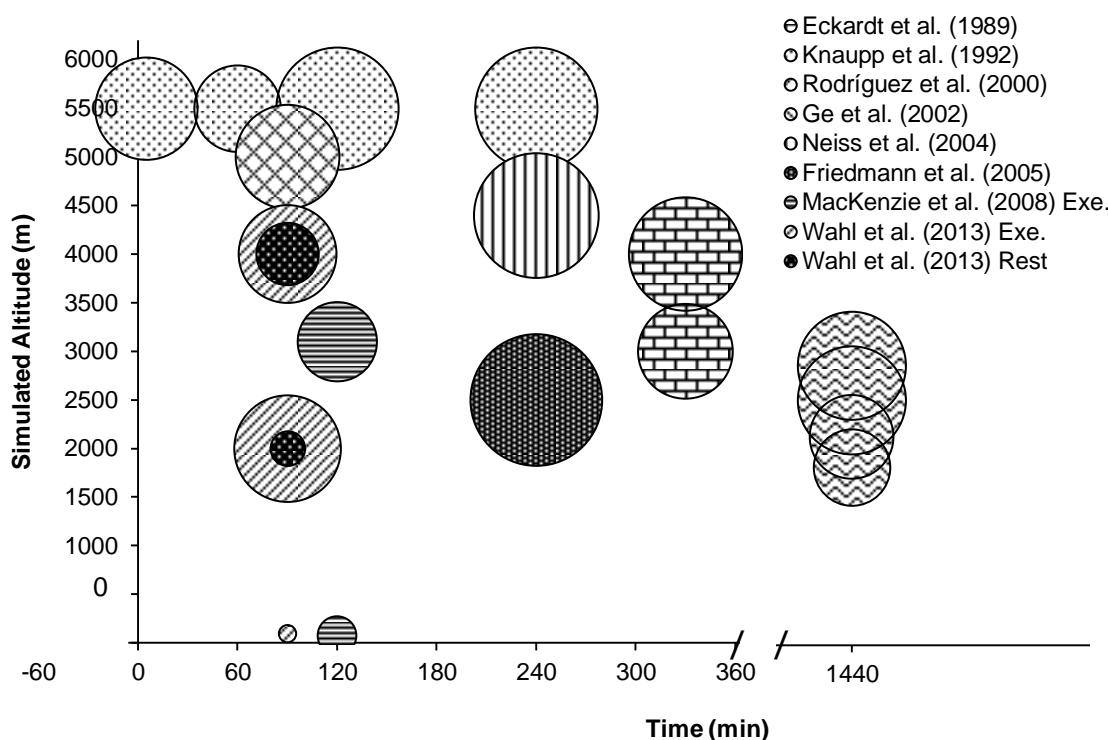 Eckardt et al. (1989)
Knaupp et al. (1992)
Rodríguez et al. (2000)
Ge et al. (2002)
Neiss et al. (2004)
Friedmann et al. (2005)
MacKenzie et al. (2008) Exe.
Wahl et al. (2013) Exe.
Wahl et al. (2013) Rest
Simulated Altitude (m)
6000
5500
5000
4500
4000
3500
3000
2500
2000
1500
1000
0
-60 0 60 120 180 240 300 360 1440
Time (min)